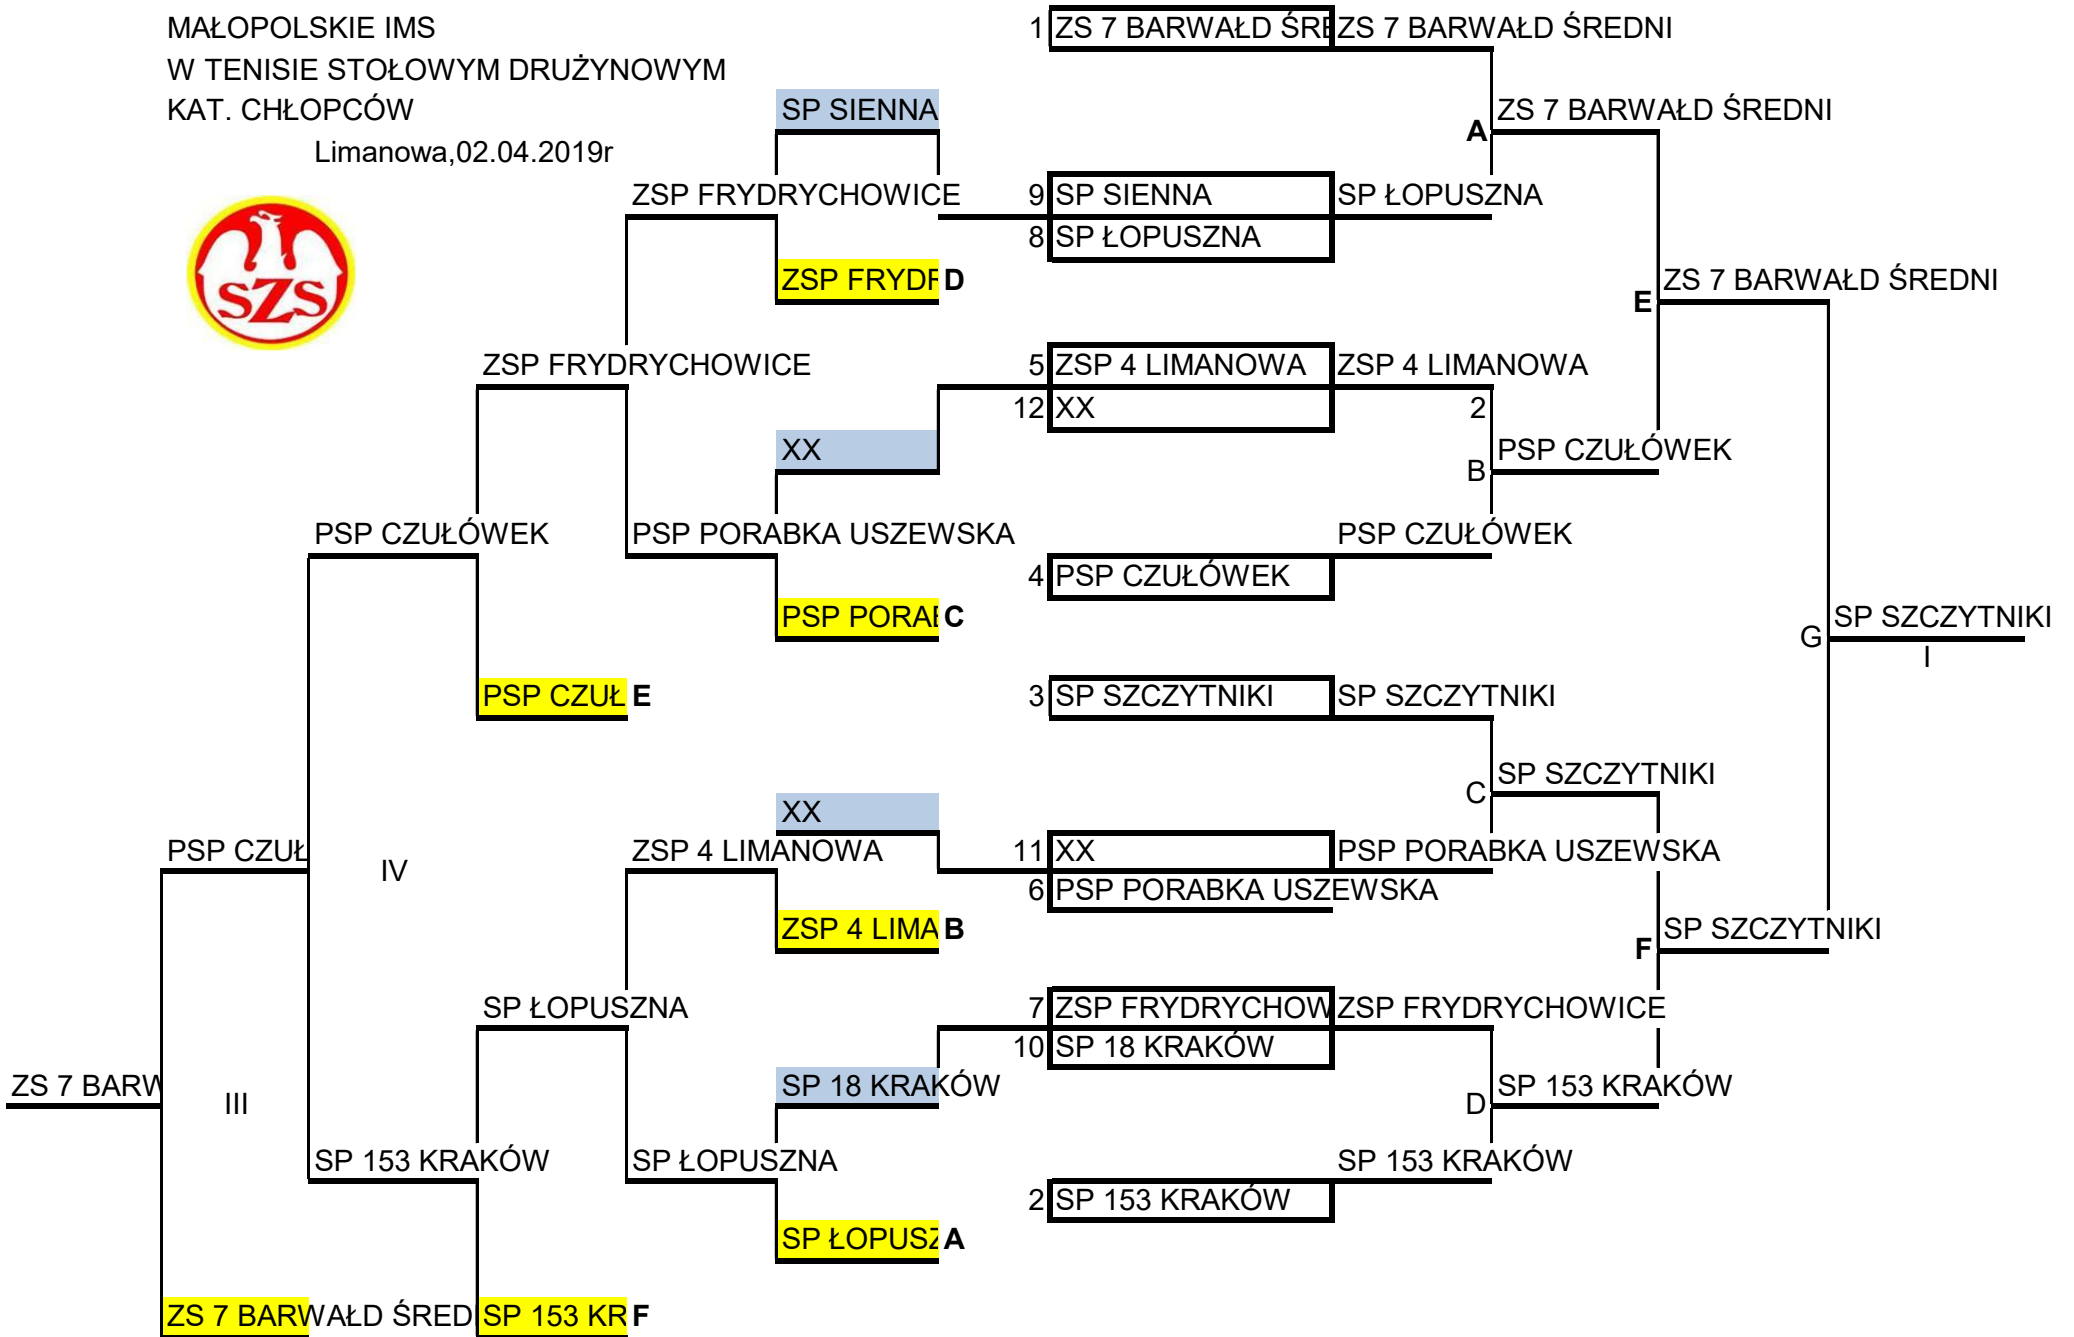 MAŁOPOLSKIE IMS
W TENISIE STOŁOWYM DRUŻYNOWYM
KAT. CHŁOPCÓW
Limanowa,02.04.2019r
SZS
1 ZS 7 BARWAŁD ŚRE ZS 7 BARWAŁD ŚREDNI
SP SIENNA A ZS 7 BARWAŁD ŚREDNI
ZSP FRYDRYCHOWICE 9 SP SIENNA SP ŁOPUSZNA
8 SP ŁOPUSZNA
ZSP FRYDR D E ZS 7 BARWAŁD ŚREDNI
ZSP FRYDRYCHOWICE 5 ZSP 4 LIMANOWA ZSP 4 LIMANOWA
12 XX 2
XX B PSP CZUŁÓWEK
PSP CZUŁÓWEK PSP PORABKA USZEWSKA PSP CZUŁÓWEK
4 PSP CZUŁÓWEK
PSP PORAB C G SP SZCZYTNIKI
I
PSP CZUŁ E 3 SP SZCZYTNIKI SP SZCZYTNIKI
C SP SZCZYTNIKI
XX
PSP CZUŁ IV ZSP 4 LIMANOWA 11 XX PSP PORABKA USZEWSKA
6 PSP PORABKA USZEWSKA
ZSP 4 LIMA B F SP SZCZYTNIKI
SP ŁOPUSZNA 7 ZSP FRYDRYCHOW ZSP FRYDRYCHOWICE
10 SP 18 KRAKÓW
ZS 7 BARW III SP 18 KRAKÓW D SP 153 KRAKÓW
SP 153 KRAKÓW SP ŁOPUSZNA SP 153 KRAKÓW
2 SP 153 KRAKÓW
SP ŁOPUSZ A
ZS 7 BARWAŁD ŚRED SP 153 KR F